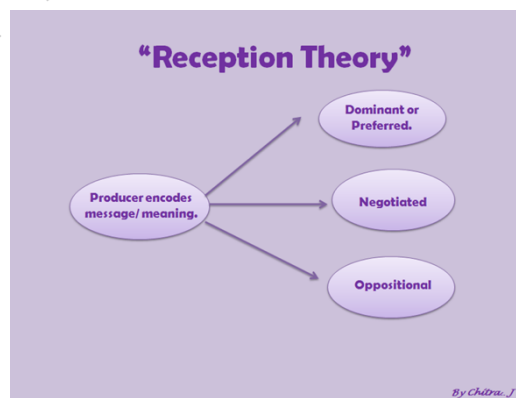 “Reception Theory”
Dominant or
Preferred.
Producer encodes
message/ meaning.
Negotiated
Oppositional
By Chitra. J